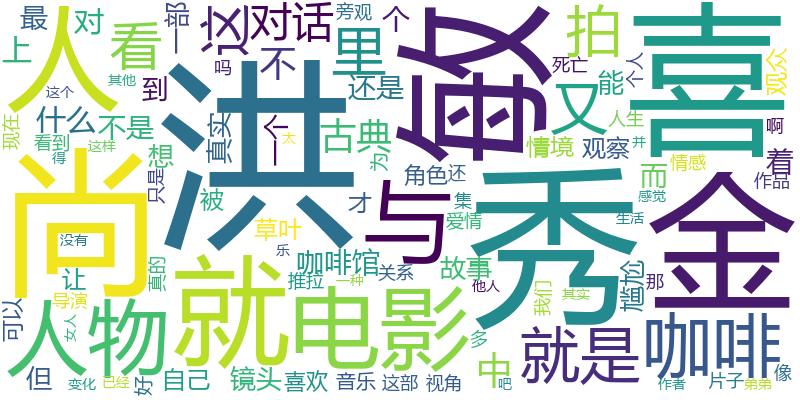 最
对
一部
旁观
个
上
看
这
对话
里
拍
喜
人
洪
敏
死亡
能
个人
观众
其他
吗
不
到
还是
又
现在
这个
什么
不是
真实
一个
太
古典
为
情境
观察
人生
并
啊
看到
得
这样
想
只是
角色
还
而
情感
着
作品
尚
被
才
集
爱情
感觉
没有
草叶
与
秀
金
生活
乐
咖啡馆
关系
故事
他人
我们
其实
那
尴尬
让
真的
推拉
一种
可以
导演
女人
人物
就
电影
多
中
就是
咖啡
但
变化
已经
好
自己
镜头
喜欢
音乐
这部
视角
吧
作者
片子
弟弟
像